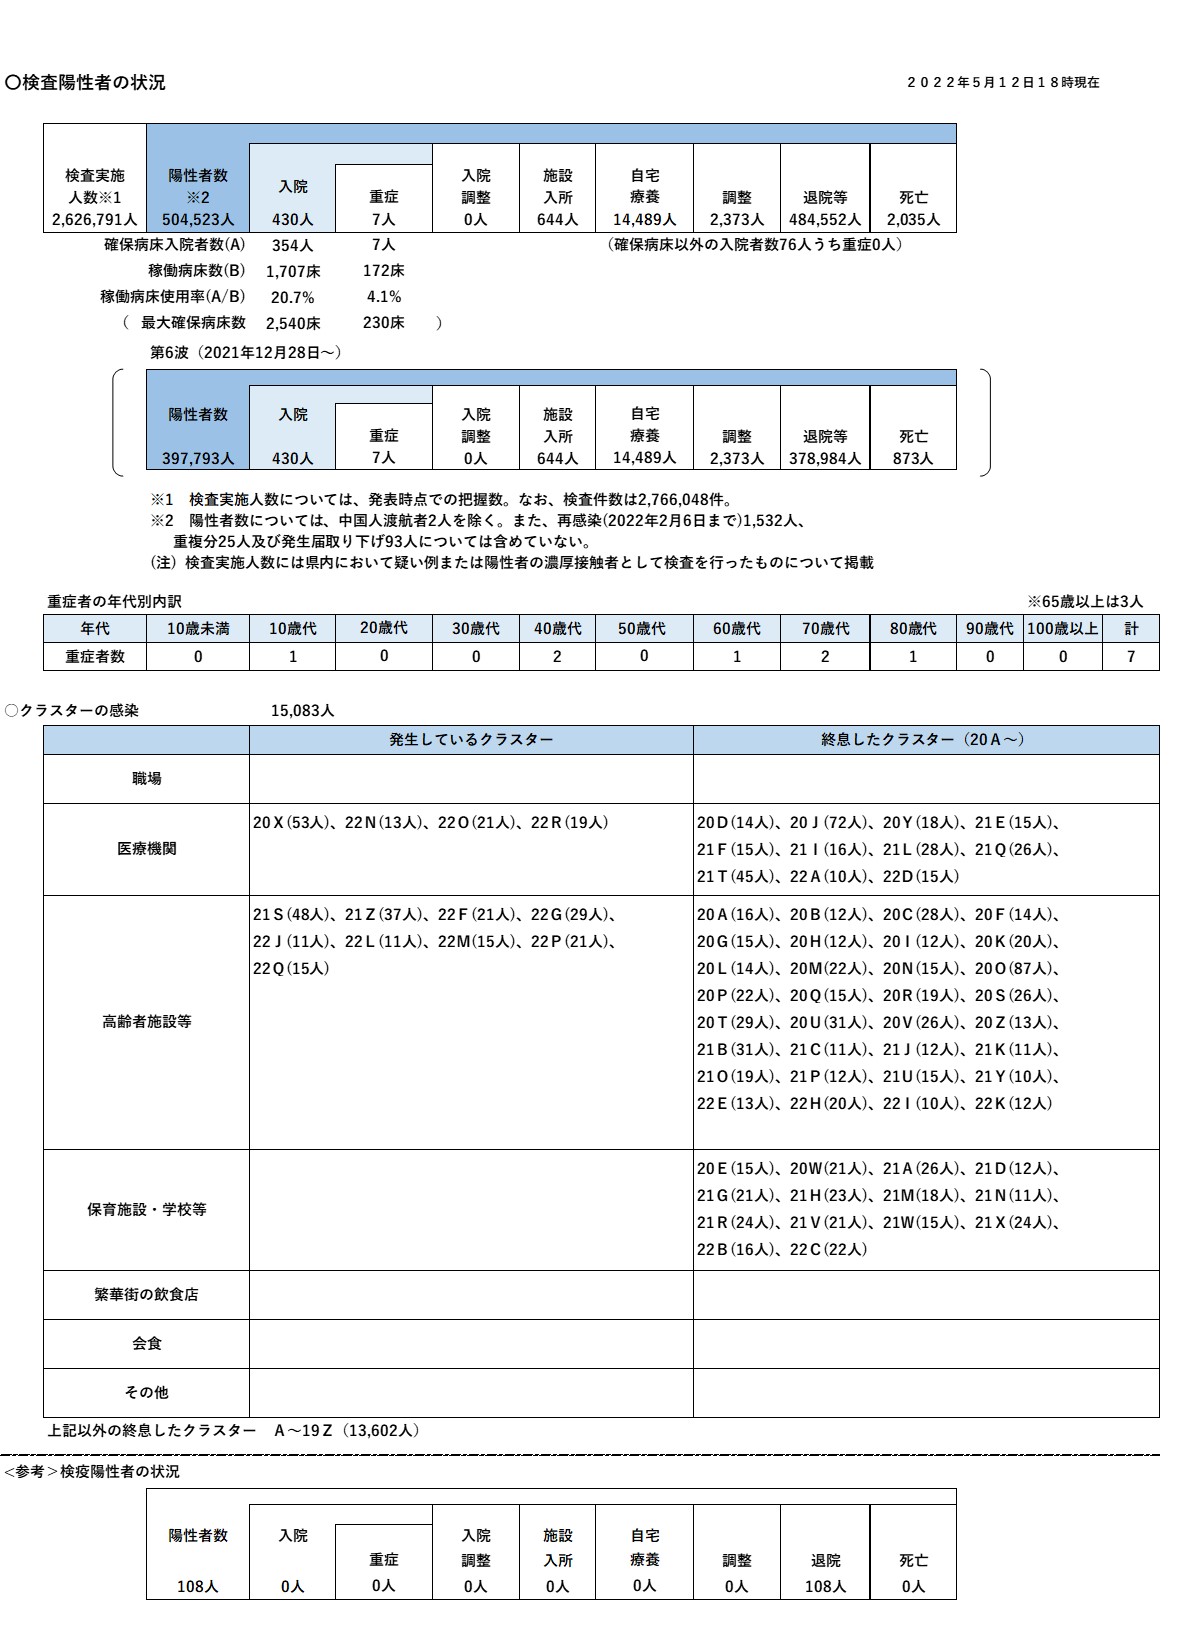 〇検査陽性者の状況
２０２２年５月１２日１８時現在
検査実施人数※1 陽性者数※2 入院 重症 入院調整 施設入所 自宅療養 調整 退院等 死亡
2,626,791人 504,523人 430人 7人 0人 644人 14,489人 2,373人 484,552人 2,035人
確保病床入院者数(A) 354人 7人 （確保病床以外の入院者数76人うち重症0人）
稼働病床数(B) 1,707床 172床
稼働病床使用率(A/B) 20.7% 4.1%
（ 最大確保病床数 2,540床 230床 ）
第6波（2021年12月28日～）
陽性者数 入院 重症 入院調整 施設入所 自宅療養 調整 退院等 死亡
397,793人 430人 7人 0人 644人 14,489人 2,373人 378,984人 873人
※1　検査実施人数については、発表時点での把握数。なお、検査件数は2,766,048件。
※2　陽性者数については、中国人渡航者2人を除く。また、再感染(2022年2月6日まで)1,532人、
重複分25人及び発生届取り下げ93人については含めていない。
(注）検査実施人数には県内において疑い例または陽性者の濃厚接触者として検査を行ったものについて掲載
重症者の年代別内訳 ※65歳以上は3人
年代 10歳未満 10歳代 20歳代 30歳代 40歳代 50歳代 60歳代 70歳代 80歳代 90歳代 100歳以上 計
重症者数 0 1 0 0 2 0 1 2 1 0 0 7
○クラスターの感染 15,083人
発生しているクラスター 終息したクラスター（20Ａ～）
職場
医療機関
20Ｘ(53人)、22Ｎ(13人)、22Ｏ(21人)、22Ｒ(19人)
20Ｄ(14人)、20Ｊ(72人)、20Ｙ(18人)、21Ｅ(15人)、
21Ｆ(15人)、21Ｉ(16人)、21Ｌ(28人)、21Ｑ(26人)、
21Ｔ(45人)、22Ａ(10人)、22Ｄ(15人)
高齢者施設等
21Ｓ(48人)、21Ｚ(37人)、22Ｆ(21人)、22Ｇ(29人)、
22Ｊ(11人)、22Ｌ(11人)、22Ｍ(15人)、22Ｐ(21人)、
22Ｑ(15人)
20Ａ(16人)、20Ｂ(12人)、20Ｃ(28人)、20Ｆ(14人)、
20Ｇ(15人)、20Ｈ(12人)、20Ｉ(12人)、20Ｋ(20人)、
20Ｌ(14人)、20Ｍ(22人)、20Ｎ(15人)、20Ｏ(87人)、
20Ｐ(22人)、20Ｑ(15人)、20Ｒ(19人)、20Ｓ(26人)、
20Ｔ(29人)、20Ｕ(31人)、20Ｖ(26人)、20Ｚ(13人)、
21Ｂ(31人)、21Ｃ(11人)、21Ｊ(12人)、21Ｋ(11人)、
21Ｏ(19人)、21Ｐ(12人)、21Ｕ(15人)、21Ｙ(10人)、
22Ｅ(13人)、22Ｈ(20人)、22Ｉ(10人)、22Ｋ(12人)
保育施設・学校等
20Ｅ(15人)、20Ｗ(21人)、21Ａ(26人)、21Ｄ(12人)、
21Ｇ(21人)、21Ｈ(23人)、21Ｍ(18人)、21Ｎ(11人)、
21Ｒ(24人)、21Ｖ(21人)、21Ｗ(15人)、21Ｘ(24人)、
22Ｂ(16人)、22Ｃ(22人)
繁華街の飲食店
会食
その他
上記以外の終息したクラスター　Ａ～19Ｚ（13,602人）
＜参考＞検疫陽性者の状況
陽性者数 入院 重症 入院調整 施設入所 自宅療養 調整 退院 死亡
108人 0人 0人 0人 0人 0人 0人 108人 0人